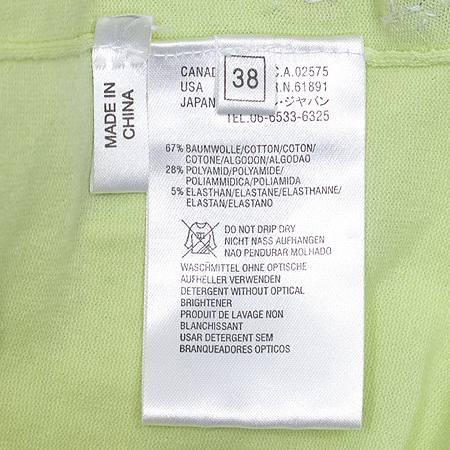 MADE IN
CHINA
38
CANAD C.A.02575
USA R.N.61891
JAPAN ン・ジャパン
TEL.06-6533-6325
67% BAUMWOLLE/COTTON/COTON/
COTONE/ALGODON/ALGODAO
28% POLYAMID/POLYAMIDE/
POLIAMMIDICA/POLIAMIDA
5% ELASTHAN/ELASTANE/ELASTHANNE/
ELASTAN/ELASTANO
DO NOT DRIP DRY
NICHT NASS AUFHANGEN
NAO PENDURAR MOLHADO
WASCHMITTEL OHNE OPTISCHE
AUFHELLER VERWENDEN
DETERGENT WITHOUT OPTICAL
BRIGHTENER
PRODUIT DE LAVAGE NON
BLANCHISSANT
USAR DETERGENT SEM
BRANQUEADORES OPTICOS